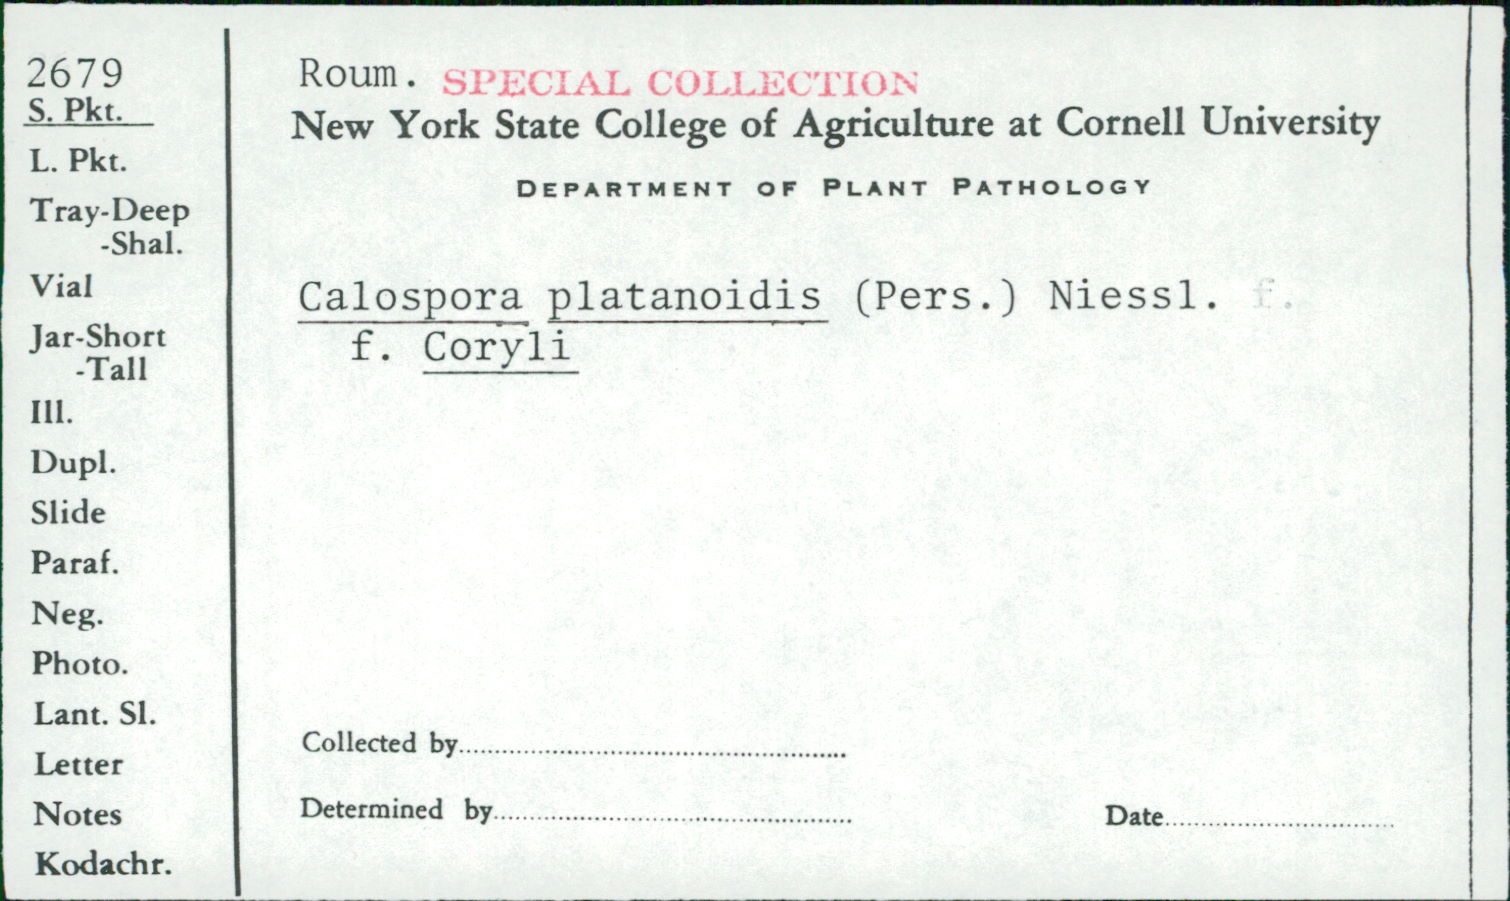 2679
S. Pkt.
L. Pkt.
Tray-Deep
-Shal.
Vial
Jar-Short
-Tall
Ill.
Dupl.
Slide
Paraf.
Neg.
Photo.
Lant. Sl.
Letter
Notes
Kodachr.
Roum. SPECIAL COLLECTION
New York State College of Agriculture at Cornell University
DEPARTMENT OF PLANT PATHOLOGY
Calospora platanoidis (Pers.) Niessl. f.
f. Coryli
Collected by
Determined by
Date